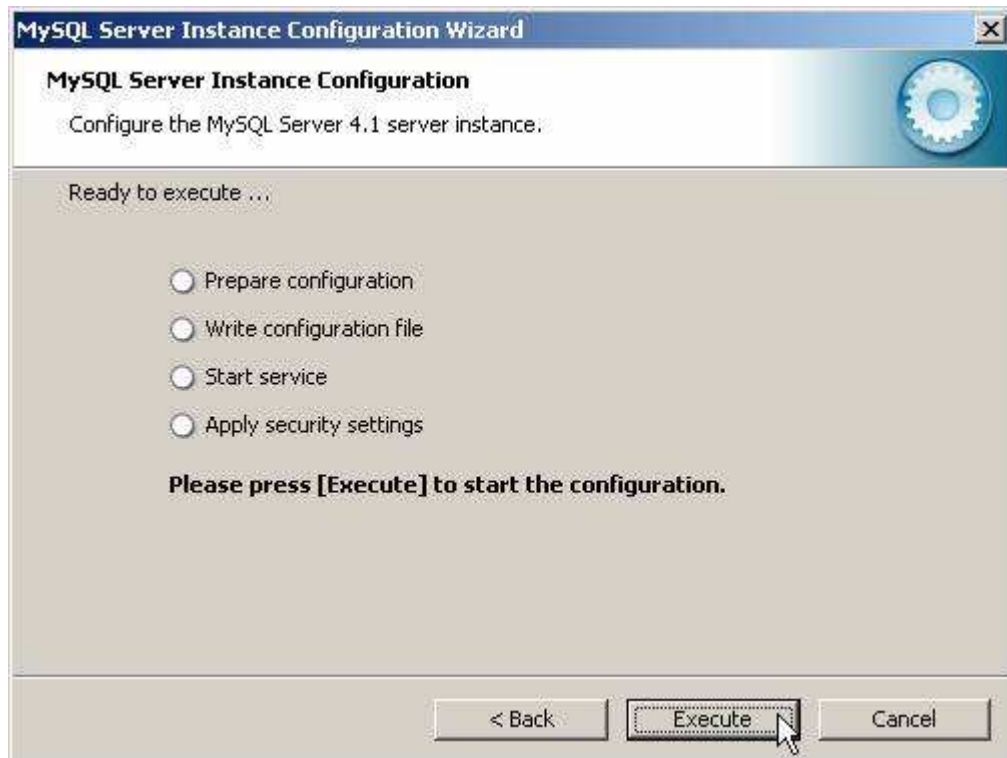 MySQL Server Instance Configuration Wizard
MySQL Server Instance Configuration
Configure the MySQL Server 4.1 server instance.
Ready to execute ...
Prepare configuration
Write configuration file
Start service
Apply security settings
Please press [Execute] to start the configuration.
< Back
Execute
Cancel